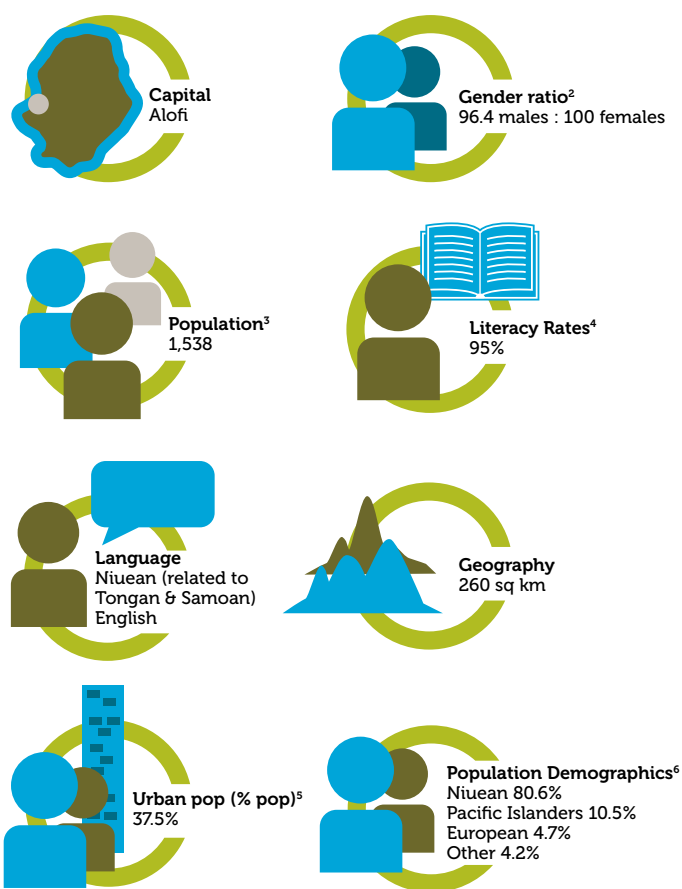 Capital
Alofi
Gender ratio²
96.4 males : 100 females
Population³
1,538
Literacy Rates⁴
95%
Language
Niuean (related to
Tongan & Samoan)
English
Geography
260 sq km
Urban pop (% pop)⁵
37.5%
Population Demographics⁶
Niuean 80.6%
Pacific Islanders 10.5%
European 4.7%
Other 4.2%